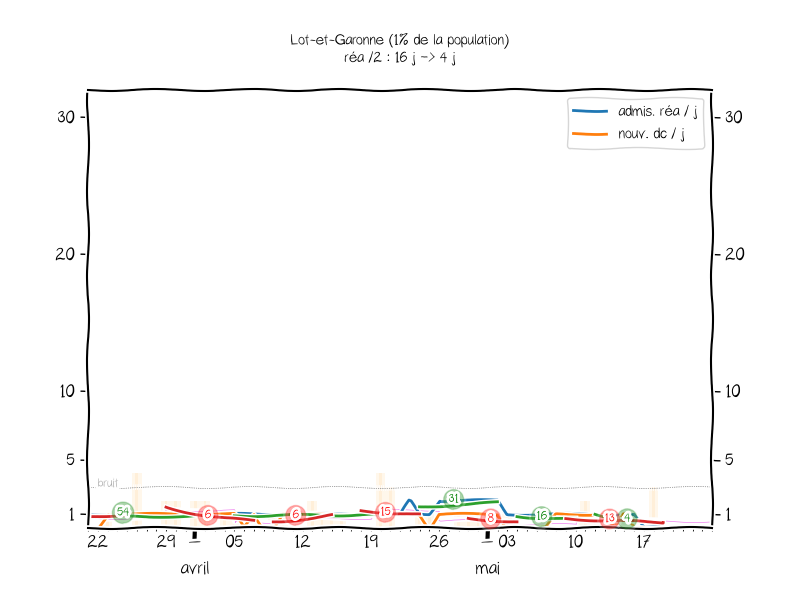 Lot-et-Garonne (1% de la population)
réa /2 : 16 j -> 4 j
admis. réa / j
nouv. dc / j
30 30
20 20
10 10
5 5
bruit
1 1
54 6 6 15 31 8 16 13 4
22 29 1 05 12 19 26 1 03 10 17
avril mai